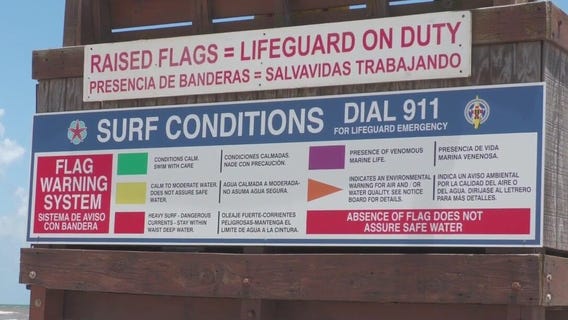 RAISED FLAGS = LIFEGUARD ON DUTY
PRESENCIA DE BANDERAS = SALVAVIDAS TRABAJANDO
SURF CONDITIONS
DIAL 911
FOR LIFEGUARD EMERGENCY
FLAG
WARNING
SYSTEM
SISTEMA DE AVISO
CON BANDERA
CONDITIONS CALM.
SWIM WITH CARE
CONDICIONES CALMADAS.
NADE CON PRECAUCIÓN.
CALM TO MODERATE WATER.
DOES NOT ASSURE SAFE
WATER.
AGUA CALMADA A MODERADA-
NO ASUMA AGUA SEGURA.
HEAVY SURF - DANGEROUS
CURRENTS - STAY WITHIN
WAIST DEEP WATER.
OLEAJE FUERTE-CORRIENTES
PELIGROSAS-MANTENGA EL
LIMITE DE AGUA A LA CINTURA.
PRESENCE OF VENOMOUS
MARINE LIFE.
PRESENCIA DE VIDA
MARINA VENENOSA.
INDICATES AN ENVIRONMENTAL
WARNING FOR AIR AND / OR
WATER QUALITY. SEE NOTICE
BOARD FOR DETAILS.
INDICA UN AVISO AMBIENTAL
POR LA CALIDAD DEL AIRE O
DEL AGUA. DIRIJASE AL LETRERO
PARA MÁS DETALLES.
ABSENCE OF FLAG DOES NOT
ASSURE SAFE WATER